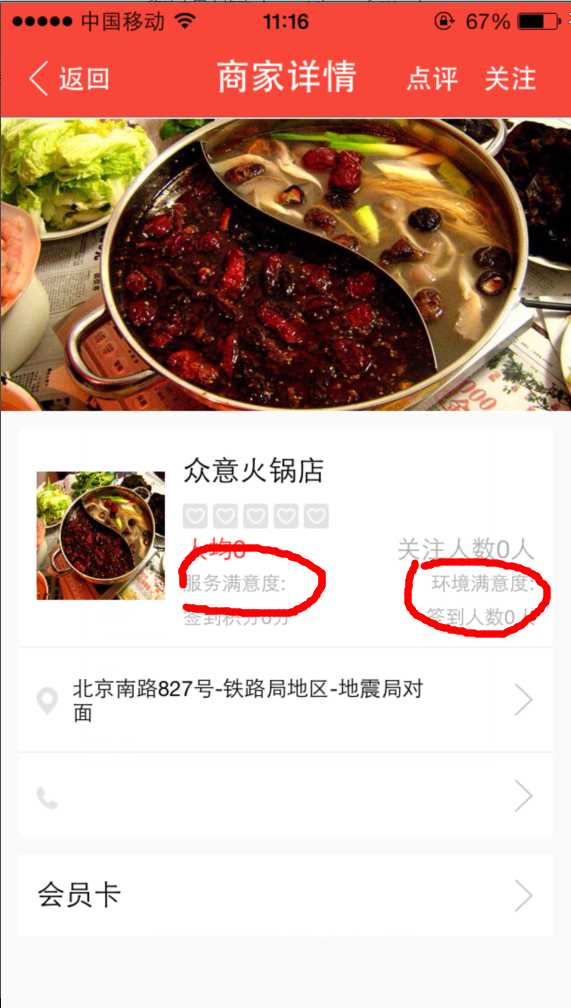 中国移动 11:16 67%
返回 商家详情 点评 关注
众意火锅店
人均0 关注人数0人
服务满意度: 环境满意度:
签到积分0分 签到人数0人
北京南路827号-铁路局地区-地震局对
面
会员卡